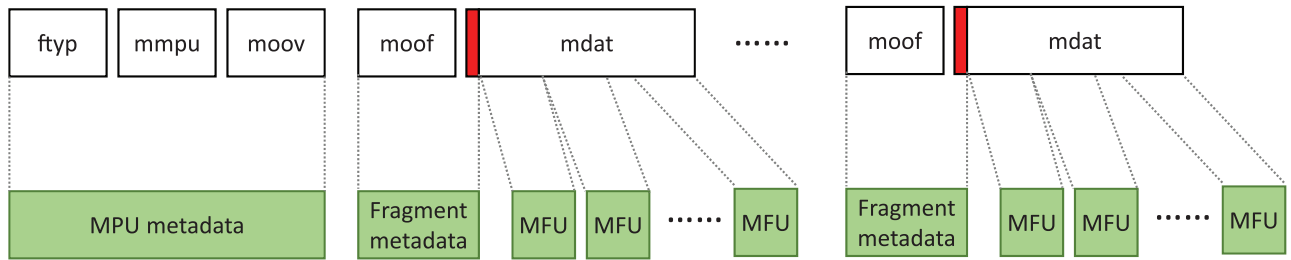 ftyp mmpu moov moof mdat ...... moof mdat
MPU metadata Fragment metadata MFU MFU ...... MFU Fragment metadata MFU MFU ...... MFU